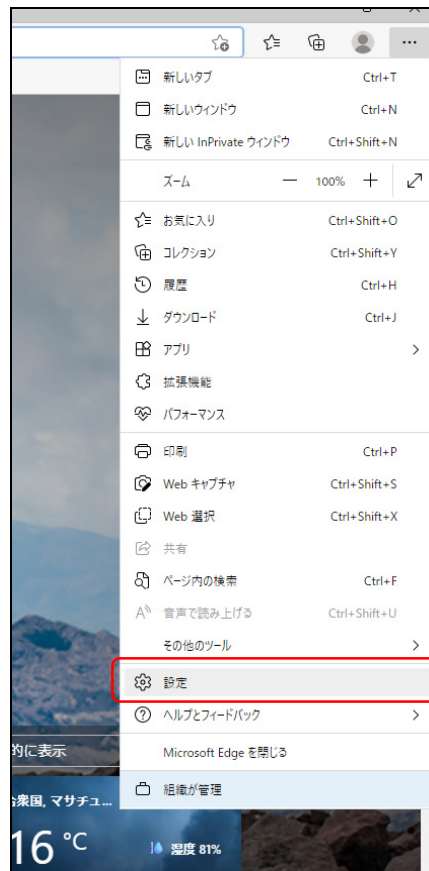 新しいタブ Ctrl+T
新しいウィンドウ Ctrl+N
新しい InPrivate ウィンドウ Ctrl+Shift+N
ズーム 100%
お気に入り Ctrl+Shift+O
コレクション Ctrl+Shift+Y
履歴 Ctrl+H
ダウンロード Ctrl+J
アプリ
拡張機能
パフォーマンス
印刷 Ctrl+P
Web キャプチャ Ctrl+Shift+S
Web 選択 Ctrl+Shift+X
共有
ページ内の検索 Ctrl+F
音声で読み上げる Ctrl+Shift+U
その他のツール
設定
ヘルプとフィードバック
的に表示
Microsoft Edge を閉じる
組織が管理
合衆国, マサチュ...
16 °C
湿度 81%